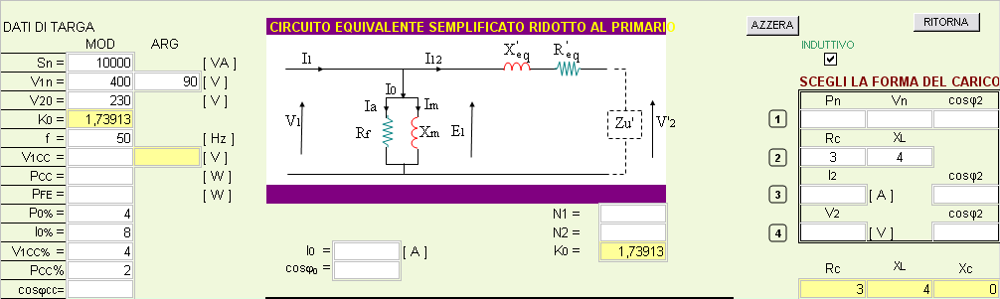 DATI DI TARGA
MOD ARG
Sn = 10000 [ VA ]
V1n = 400 90 [ V ]
V20 = 230 [ V ]
K0 = 1,73913
f = 50 [ Hz ]
V1CC = [ V ]
PCC = [ W ]
PFE = [ W ]
P0% = 4
I0% = 8
V1CC% = 4
PCC% 2
cosφcc=
CIRCUITO EQUIVALENTE SEMPLIFICATO RIDOTTO AL PRIMARIO
I1 I12 X'eq R'eq
I0
Ia Im
V1 Rf Xm E1 Zu' V'2
N1 =
N2 =
K0 = 1,73913
I0 = [ A ]
cosφ0 =
AZZERA RITORNA
INDUTTIVO
SCEGLI LA FORMA DEL CARICO
Pn Vn cosφ2
1
Rc XL
2 3 4
I2 cosφ2
3 [ A ]
V2 cosφ2
4 [ V ]
Rc XL Xc
3 4 0